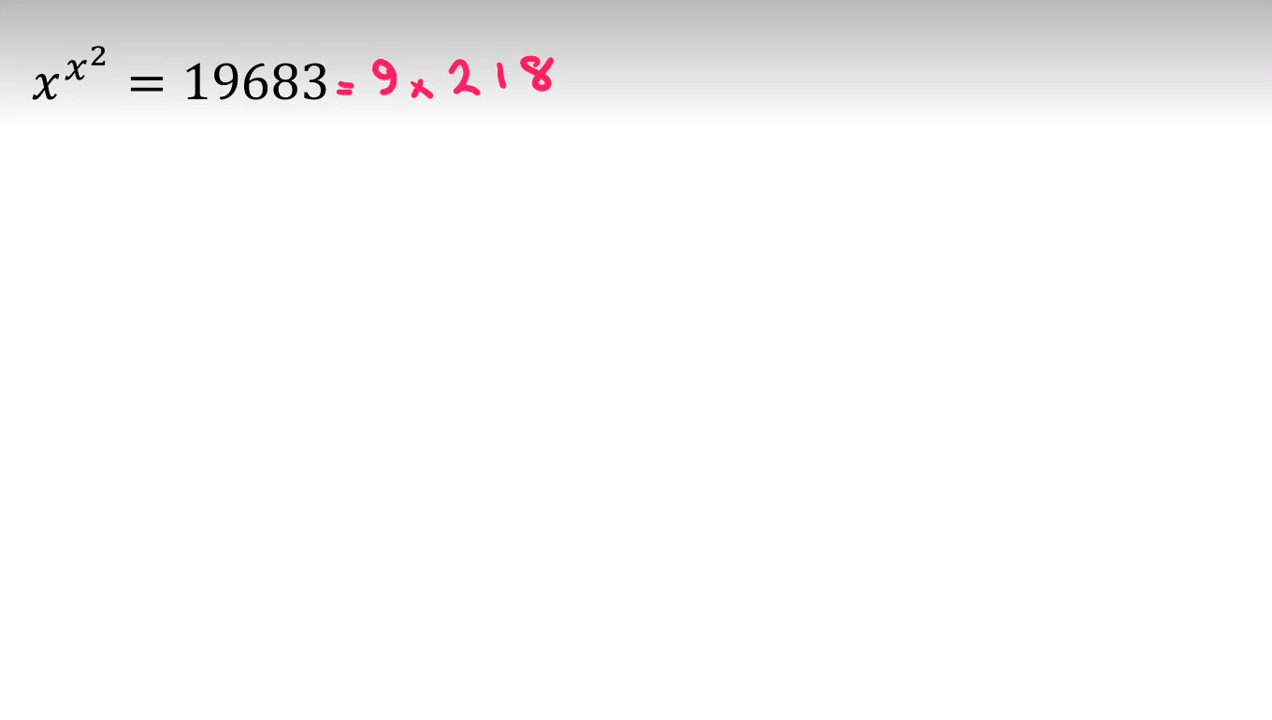 x^{x^2} = 19683 = 9 × 218